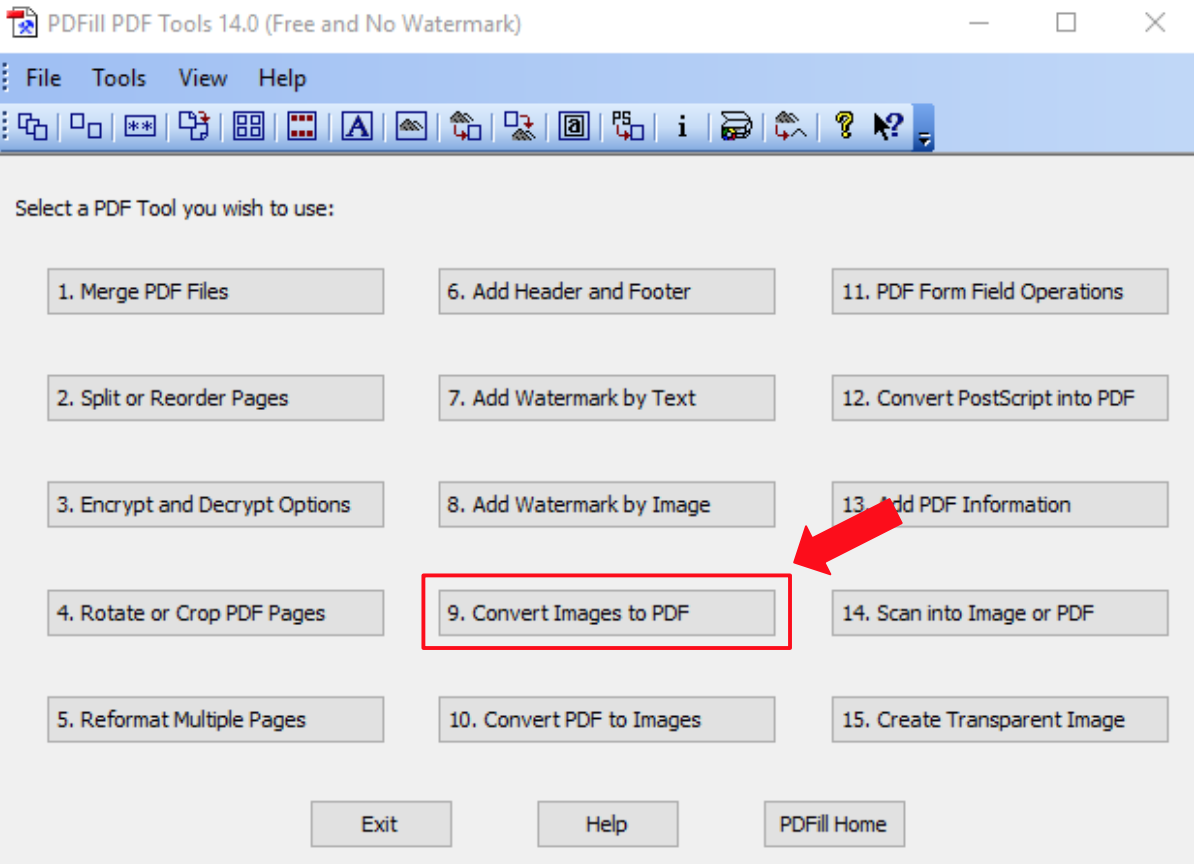 PDFill PDF Tools 14.0 (Free and No Watermark)
File Tools View Help
** A a PS i ? ?
Select a PDF Tool you wish to use:
1. Merge PDF Files
6. Add Header and Footer
11. PDF Form Field Operations
2. Split or Reorder Pages
7. Add Watermark by Text
12. Convert PostScript into PDF
3. Encrypt and Decrypt Options
8. Add Watermark by Image
13. Add PDF Information
4. Rotate or Crop PDF Pages
9. Convert Images to PDF
14. Scan into Image or PDF
5. Reformat Multiple Pages
10. Convert PDF to Images
15. Create Transparent Image
Exit
Help
PDFill Home